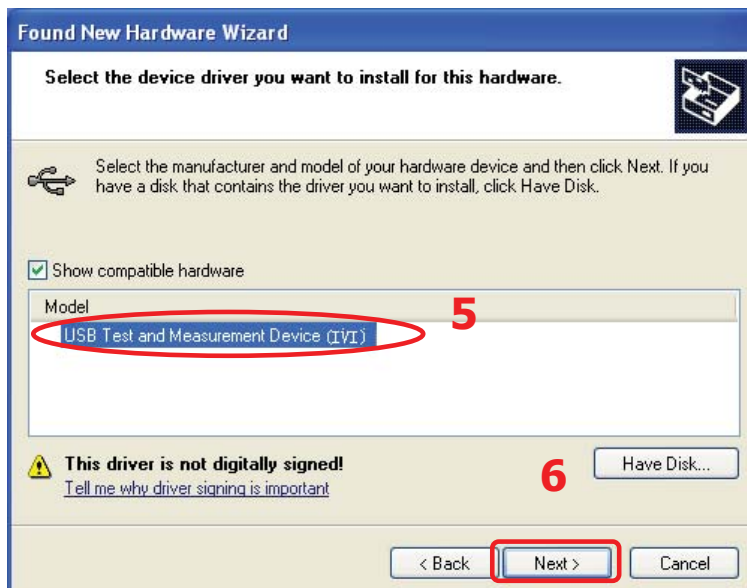 Found New Hardware Wizard
Select the device driver you want to install for this hardware.
Select the manufacturer and model of your hardware device and then click Next. If you
have a disk that contains the driver you want to install, click Have Disk.
Show compatible hardware
Model
USB Test and Measurement Device (IVI)
5
This driver is not digitally signed!
Tell me why driver signing is important
6
Have Disk...
< Back
Next >
Cancel